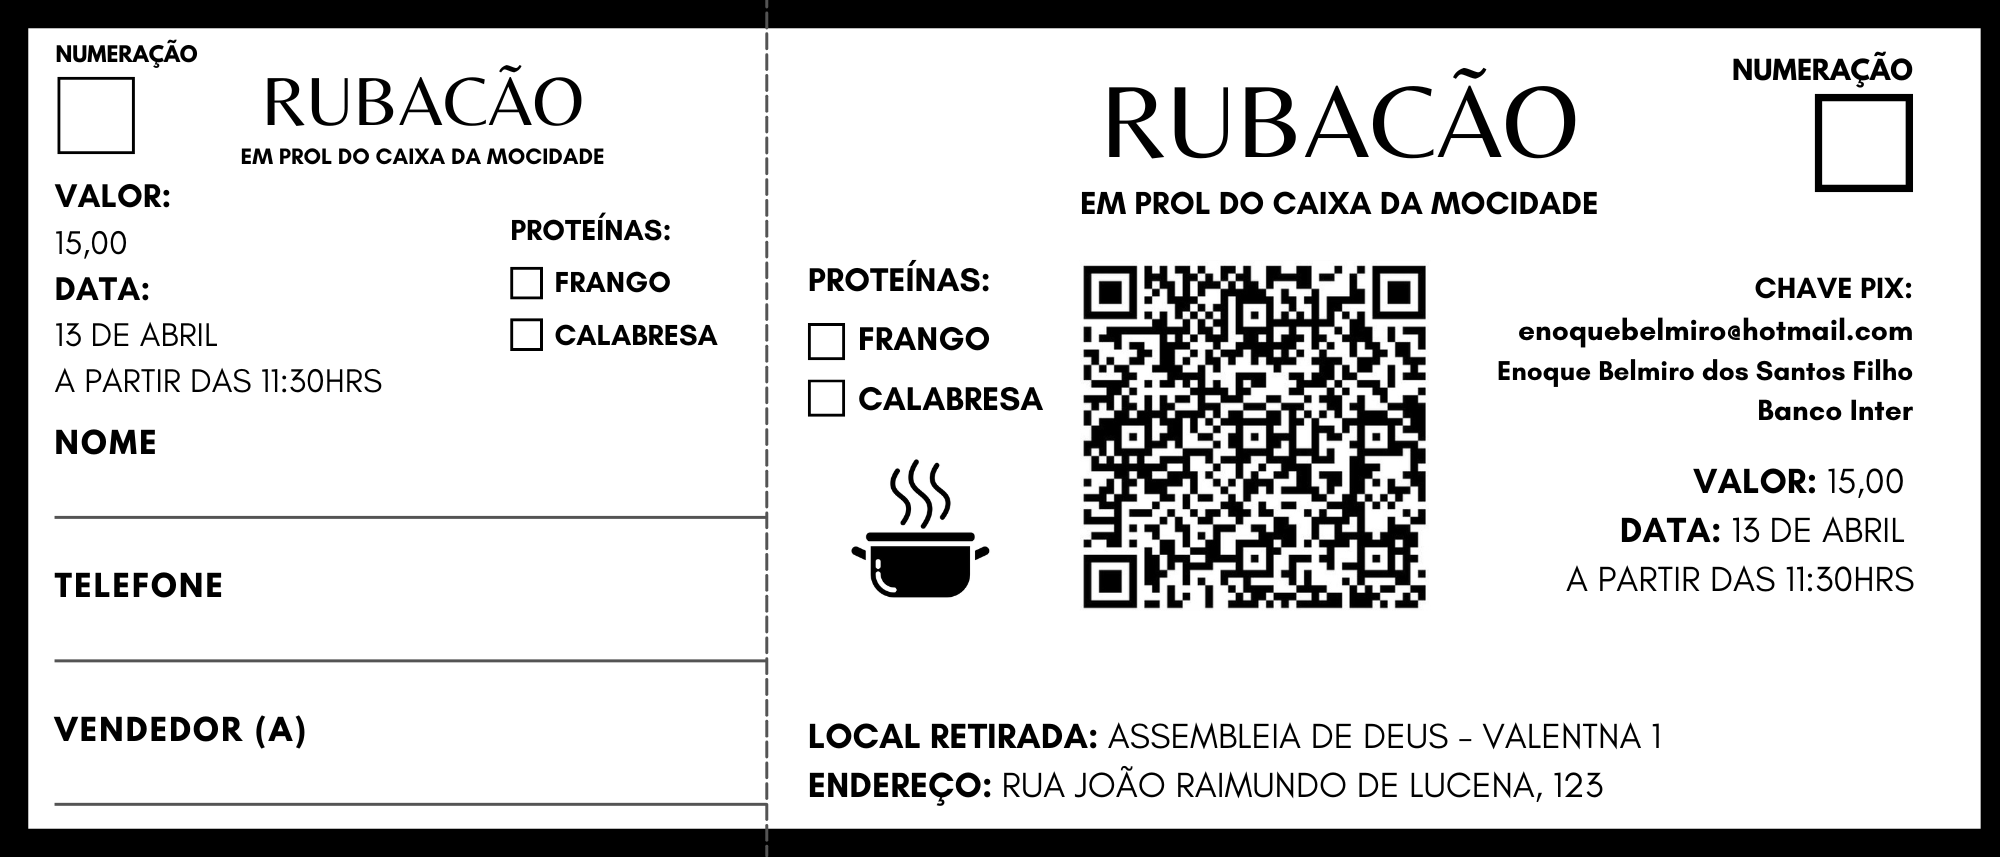 NUMERAÇÃO
RUBACÃO
EM PROL DO CAIXA DA MOCIDADE
VALOR:
15,00
DATA:
13 DE ABRIL
A PARTIR DAS 11:30HRS
PROTEÍNAS:
FRANGO
CALABRESA
NOME
TELEFONE
VENDEDOR (A)
NUMERAÇÃO
RUBACÃO
EM PROL DO CAIXA DA MOCIDADE
PROTEÍNAS:
FRANGO
CALABRESA
CHAVE PIX:
enoquebelmiro@hotmail.com
Enoque Belmiro dos Santos Filho
Banco Inter
VALOR: 15,00
DATA: 13 DE ABRIL
A PARTIR DAS 11:30HRS
LOCAL RETIRADA: ASSEMBLEIA DE DEUS - VALENTNA 1
ENDEREÇO: RUA JOÃO RAIMUNDO DE LUCENA, 123